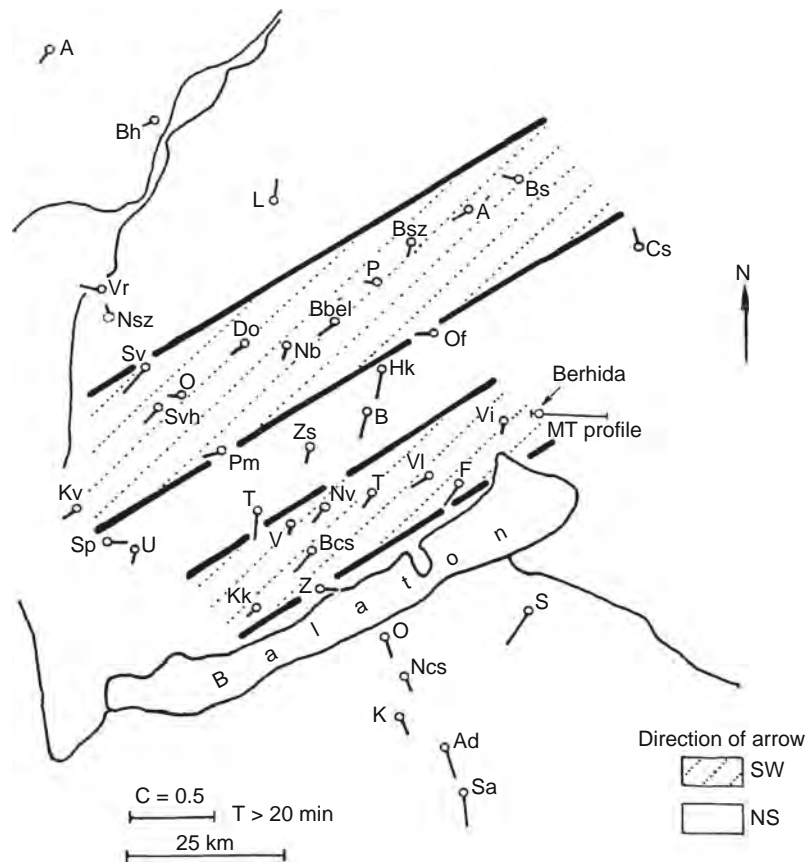 A
Bh
L
Bs
A
Bsz
Cs
N
P
Vr
Nsz
Bbel
Do
Of
Nb
Sv
Hk
O
Berhida
Svh
B
Vi
MT profile
Zs
Pm
Vl
F
Kv
T
Nv
T
V
Sp
U
Bcs
Z
Kk
Balaton
S
O
Ncs
K
Ad
Direction of arrow
SW
Sa
C = 0.5
T > 20 min
NS
25 km